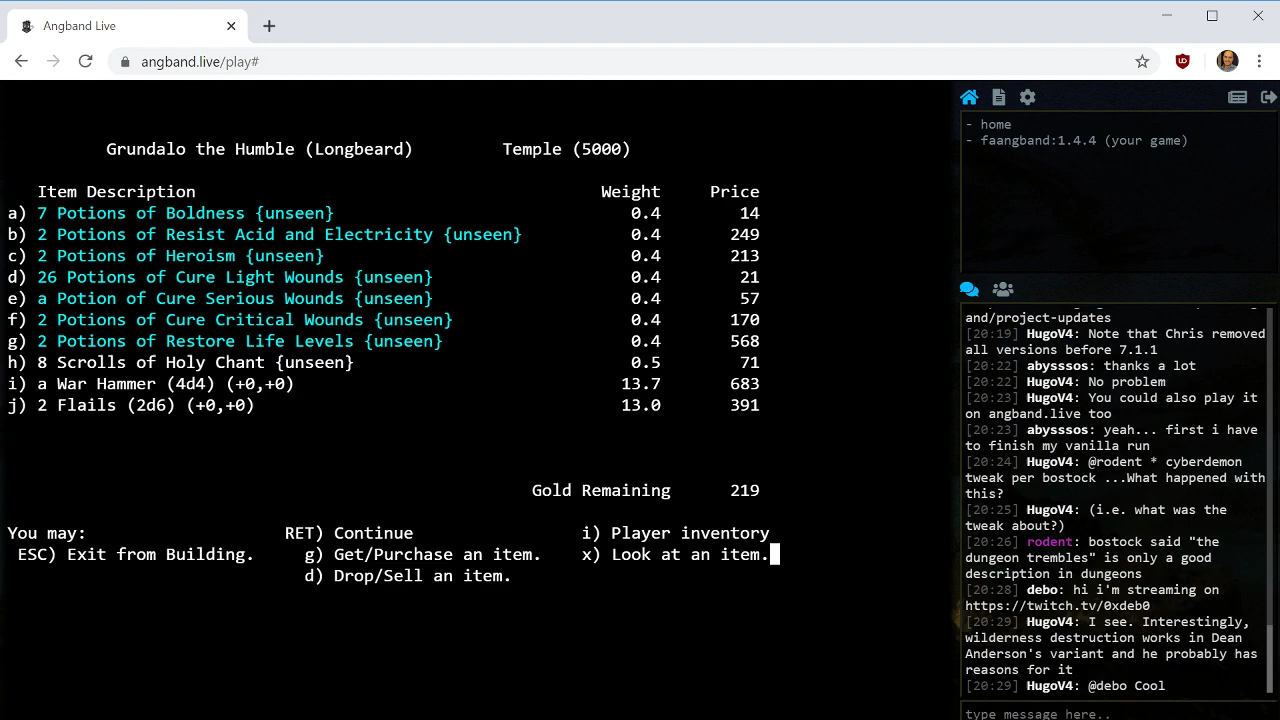 Angband Live
angband.live/play#
Grundalo the Humble (Longbeard) Temple (5000)
Item Description Weight Price
a) 7 Potions of Boldness {unseen} 0.4 14
b) 2 Potions of Resist Acid and Electricity {unseen} 0.4 249
c) 2 Potions of Heroism {unseen} 0.4 213
d) 26 Potions of Cure Light Wounds {unseen} 0.4 21
e) a Potion of Cure Serious Wounds {unseen} 0.4 57
f) 2 Potions of Cure Critical Wounds {unseen} 0.4 170
g) 2 Potions of Restore Life Levels {unseen} 0.4 568
h) 8 Scrolls of Holy Chant {unseen} 0.5 71
i) a War Hammer (4d4) (+0,+0) 13.7 683
j) 2 Flails (2d6) (+0,+0) 13.0 391
Gold Remaining 219
You may: RET) Continue i) Player inventory
ESC) Exit from Building. g) Get/Purchase an item. x) Look at an item.
d) Drop/Sell an item.
- home
- faangband:1.4.4 (your game)
and/project-updates
[20:19] HugoV4: Note that Chris removed
all versions before 7.1.1
[20:22] abysssos: thanks a lot
[20:22] HugoV4: No problem
[20:23] HugoV4: You could also play it
on angband.live too
[20:23] abysssos: yeah... first i have
to finish my vanilla run
[20:24] HugoV4: @rodent * cyberdemon
tweak per bostock ...What happened with
this?
[20:25] HugoV4: (i.e. what was the
tweak about?)
[20:26] rodent: bostock said "the
dungeon trembles" is only a good
description in dungeons
[20:28] debo: hi i'm streaming on
https://twitch.tv/0xdeb0
[20:29] HugoV4: I see. Interestingly,
wilderness destruction works in Dean
Anderson's variant and he probably has
reasons for it
[20:29] HugoV4: @debo Cool
type message here..